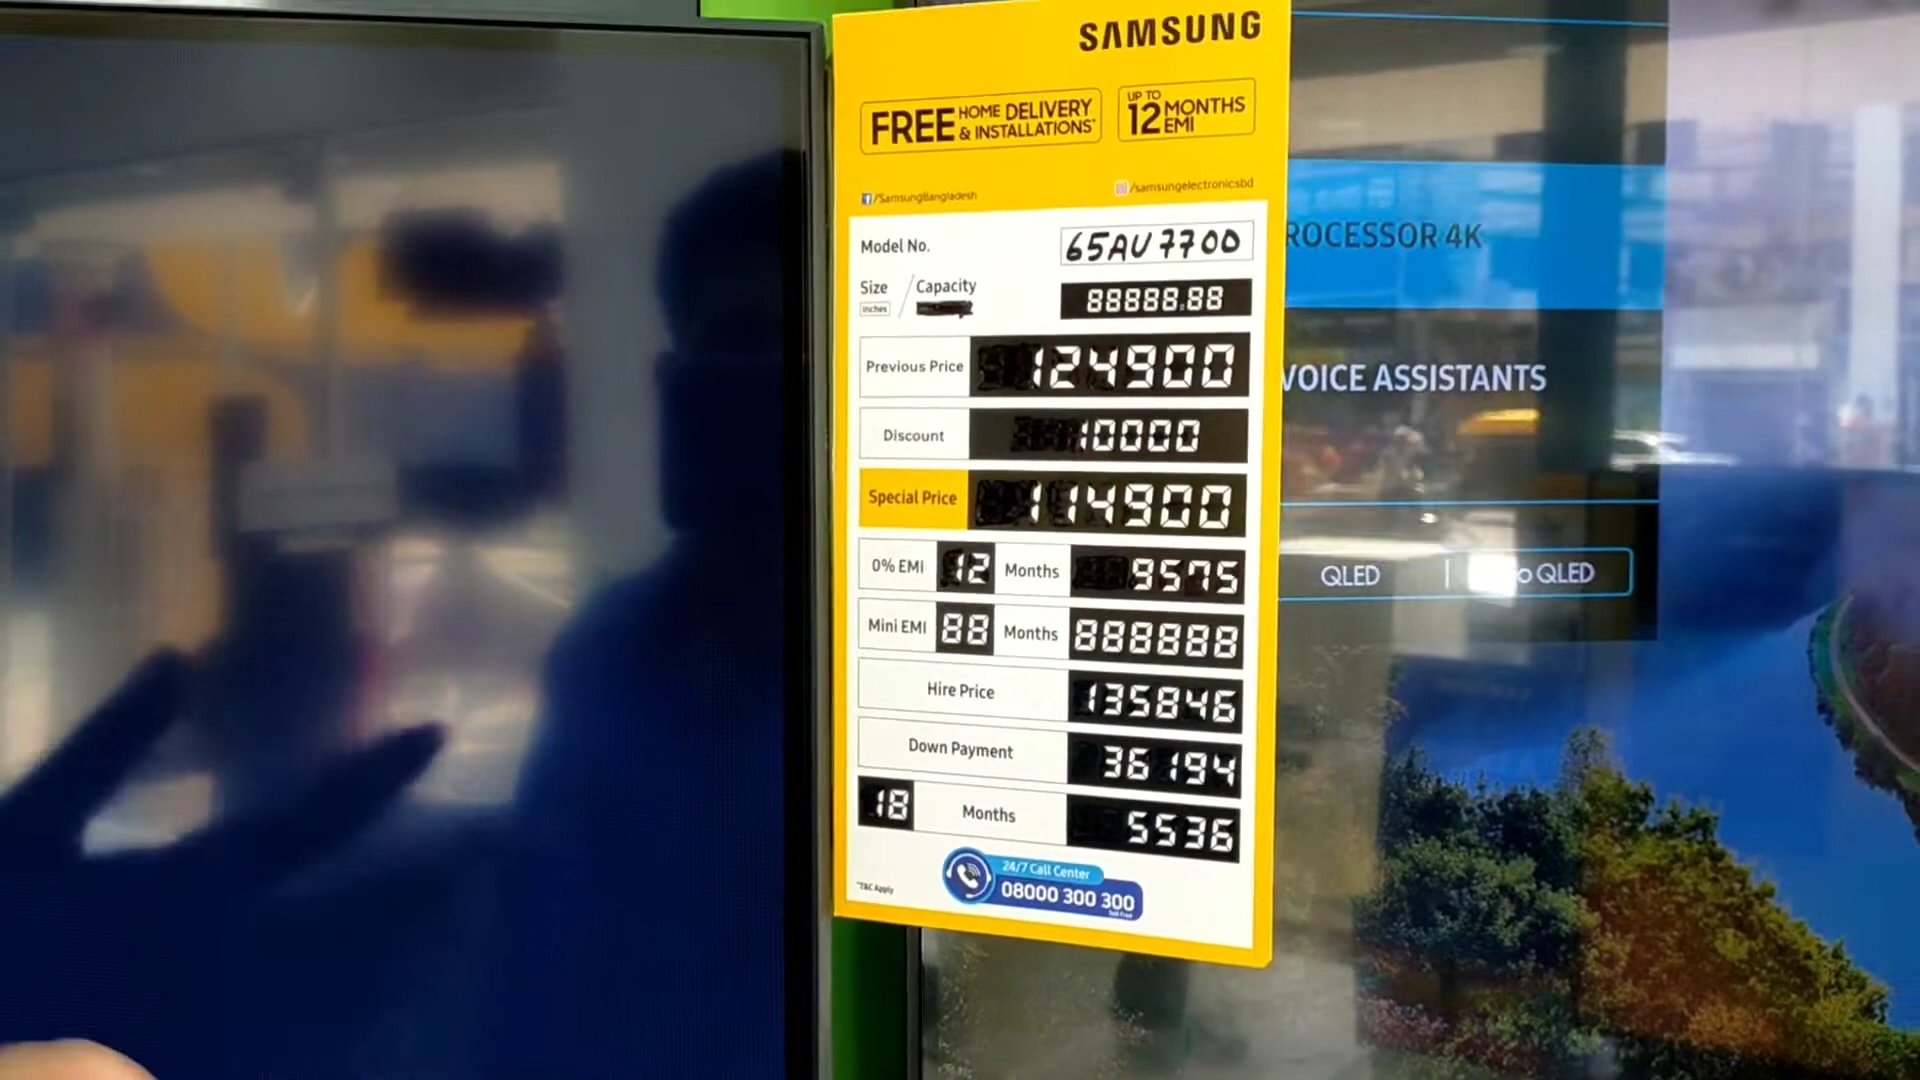 SAMSUNG
FREE HOME DELIVERY & INSTALLATIONS*
UP TO 12 MONTHS EMI
/SamsungBangladesh
/samsungelectronicsbd
Model No. 65AU7700
Size inches / Capacity 88888.88
Previous Price 124900
Discount 10000
Special Price 114900
0% EMI 12 Months 9575
Mini EMI 88 Months 888888
Hire Price 135846
Down Payment 36194
18 Months 5536
24/7 Call Center
08000 300 300
Toll Free
*T&C Apply
ROCESSOR 4K
VOICE ASSISTANTS
QLED
o QLED